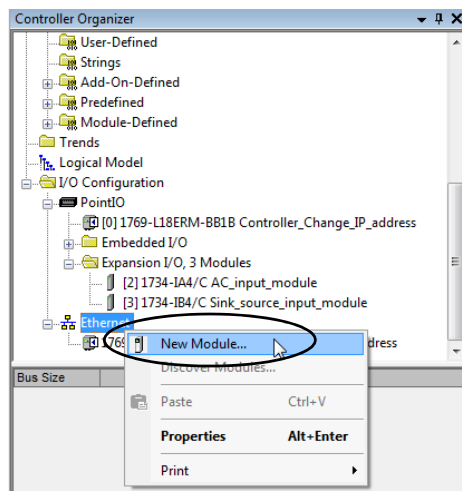 Controller Organizer
User-Defined
Strings
Add-On-Defined
Predefined
Module-Defined
Trends
Logical Model
I/O Configuration
PointIO
[0] 1769-L18ERM-BB1B Controller_Change_IP_address
Embedded I/O
Expansion I/O, 3 Modules
[2] 1734-IA4/C AC_input_module
[3] 1734-IB4/C Sink_source_input_module
Ethernet
1769 dress
New Module...
Bus Size
Discover Modules...
Paste Ctrl+V
Properties Alt+Enter
Print